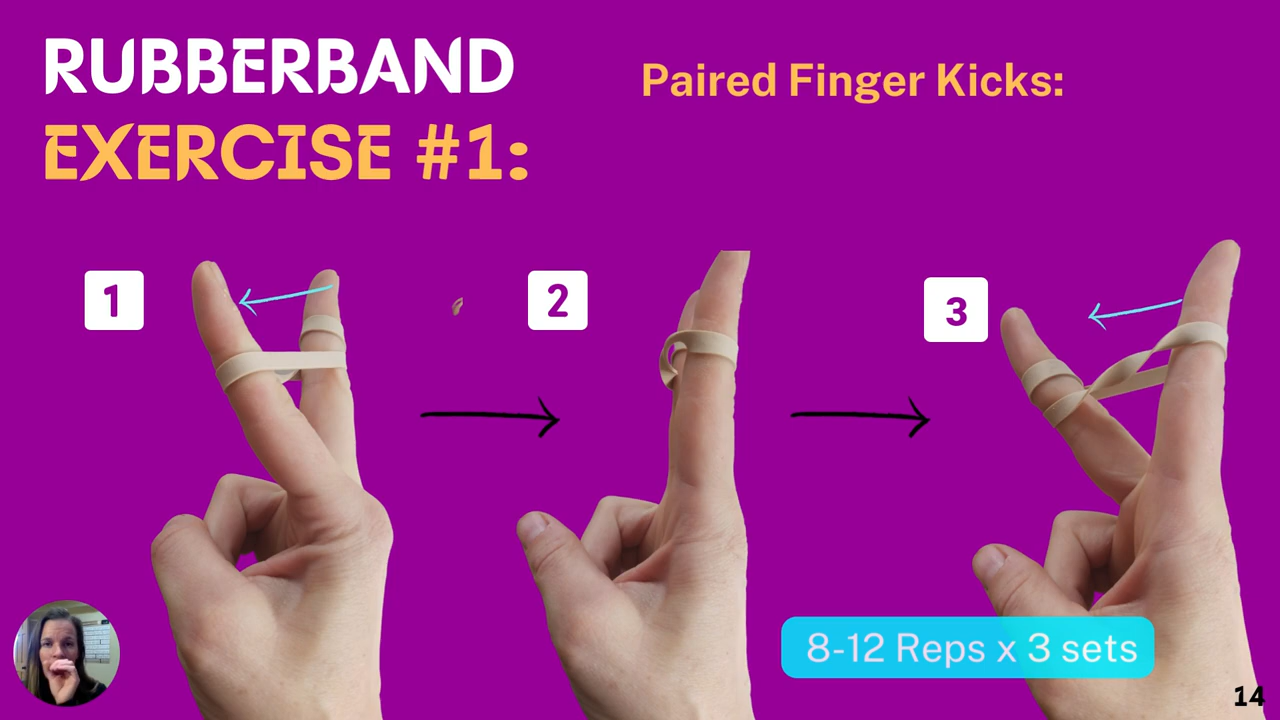 RUBBERBAND
EXERCISE #1:
Paired Finger Kicks:
1
2
3
8-12 Reps x 3 sets
14